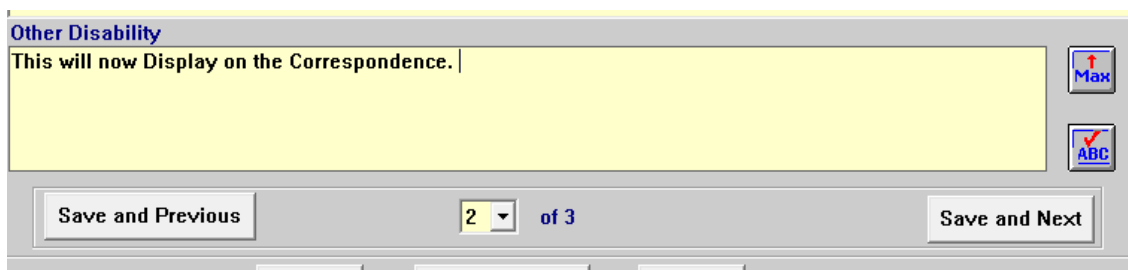 Other Disability
This will now Display on the Correspondence.
Max
ABC
Save and Previous
2
of 3
Save and Next